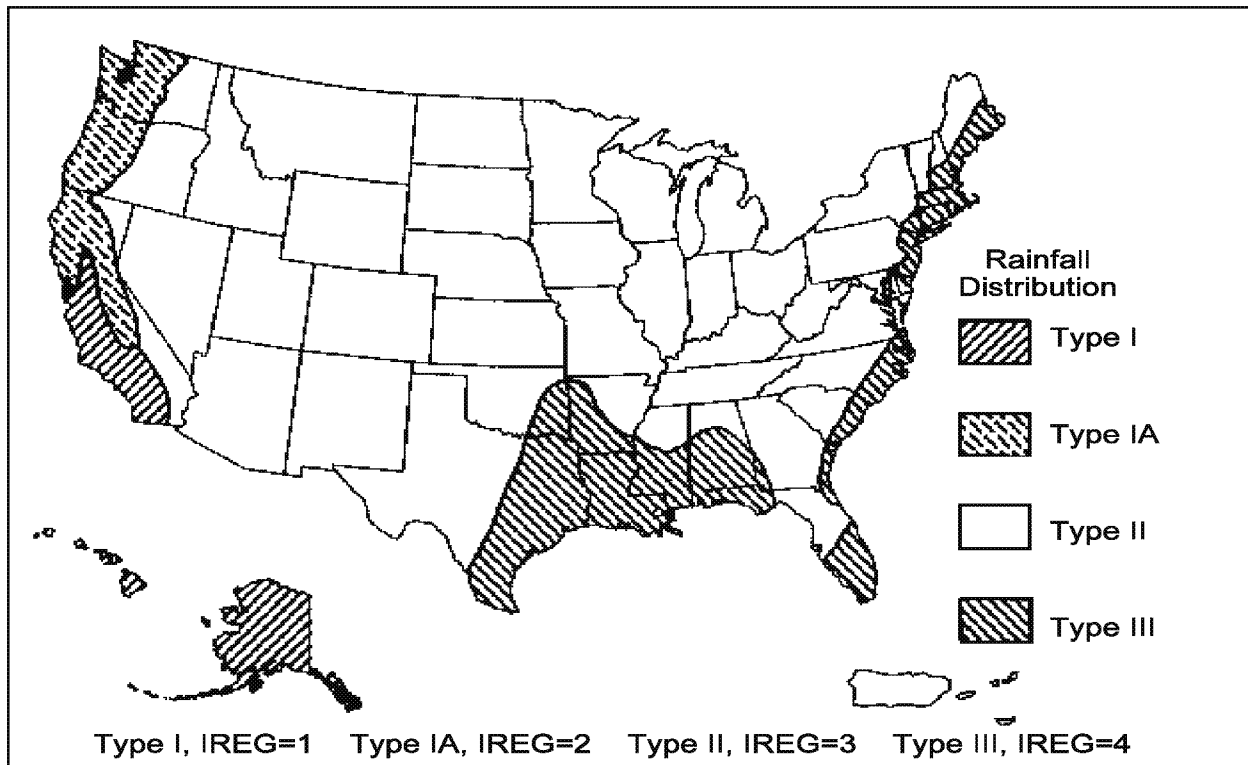 Rainfall
Distribution
Type I
Type IA
Type II
Type III
Type I, IREG=1 Type IA, IREG=2 Type II, IREG=3 Type III, IREG=4